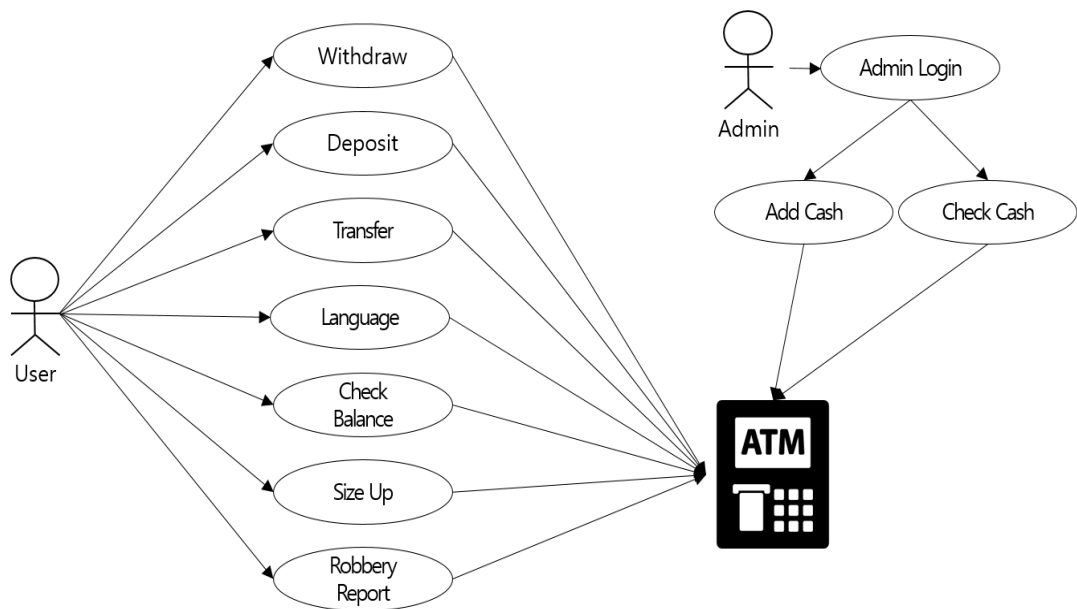 Withdraw
Deposit
Transfer
Language
Check
Balance
Size Up
Robbery
Report
User
Admin
Admin Login
Add Cash
Check Cash
ATM